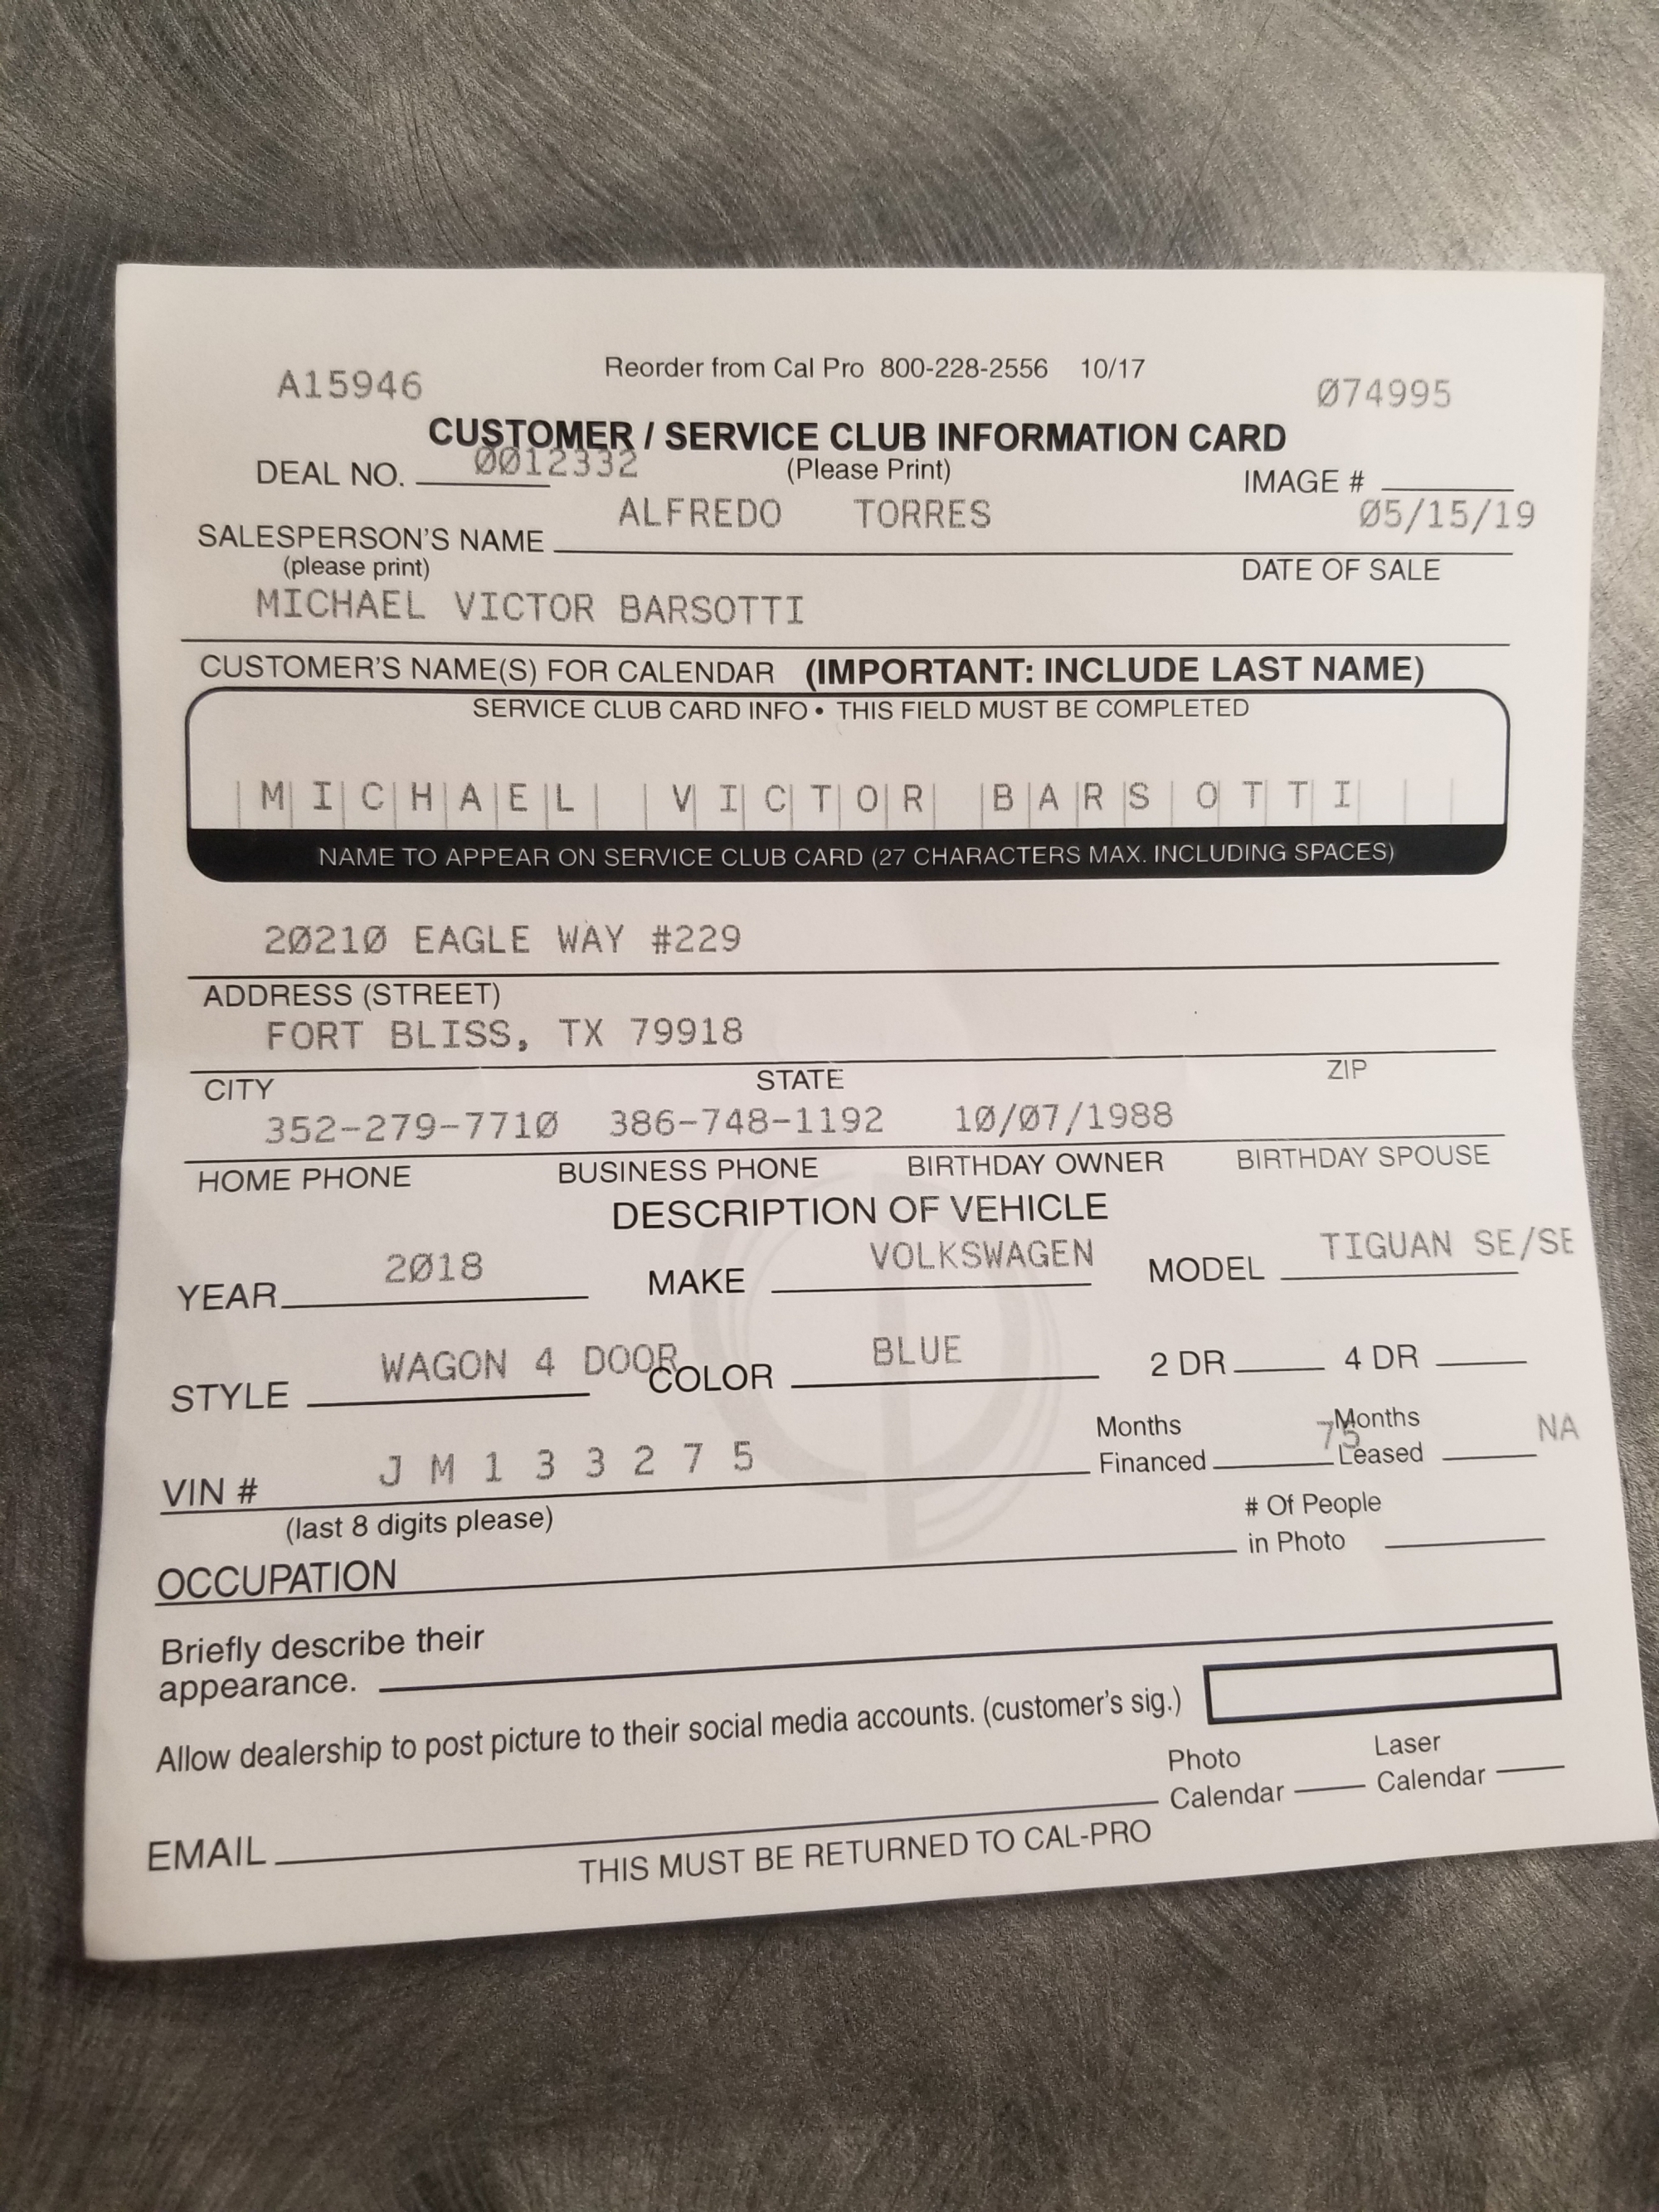 Reorder from Cal Pro 800-228-2556 10/17
A15946 074995
CUSTOMER / SERVICE CLUB INFORMATION CARD
DEAL NO. 0012332 (Please Print) IMAGE #
ALFREDO TORRES 05/15/19
SALESPERSON'S NAME DATE OF SALE
(please print)
MICHAEL VICTOR BARSOTTI
CUSTOMER'S NAME(S) FOR CALENDAR (IMPORTANT: INCLUDE LAST NAME)
SERVICE CLUB CARD INFO • THIS FIELD MUST BE COMPLETED
MICHAEL VICTOR BARSOTTI
NAME TO APPEAR ON SERVICE CLUB CARD (27 CHARACTERS MAX. INCLUDING SPACES)
20210 EAGLE WAY #229
ADDRESS (STREET)
FORT BLISS, TX 79918
CITY STATE ZIP
352-279-7710 386-748-1192 10/07/1988
HOME PHONE BUSINESS PHONE BIRTHDAY OWNER BIRTHDAY SPOUSE
DESCRIPTION OF VEHICLE
YEAR 2018 MAKE VOLKSWAGEN MODEL TIGUAN SE/SE
STYLE WAGON 4 DOOR COLOR BLUE 2 DR 4 DR
VIN # J M 1 3 3 2 7 5 Months Financed 75 Months Leased NA
(last 8 digits please)
OCCUPATION # Of People in Photo
Briefly describe their
appearance.
Allow dealership to post picture to their social media accounts. (customer's sig.)
EMAIL Photo Calendar Laser Calendar
THIS MUST BE RETURNED TO CAL-PRO